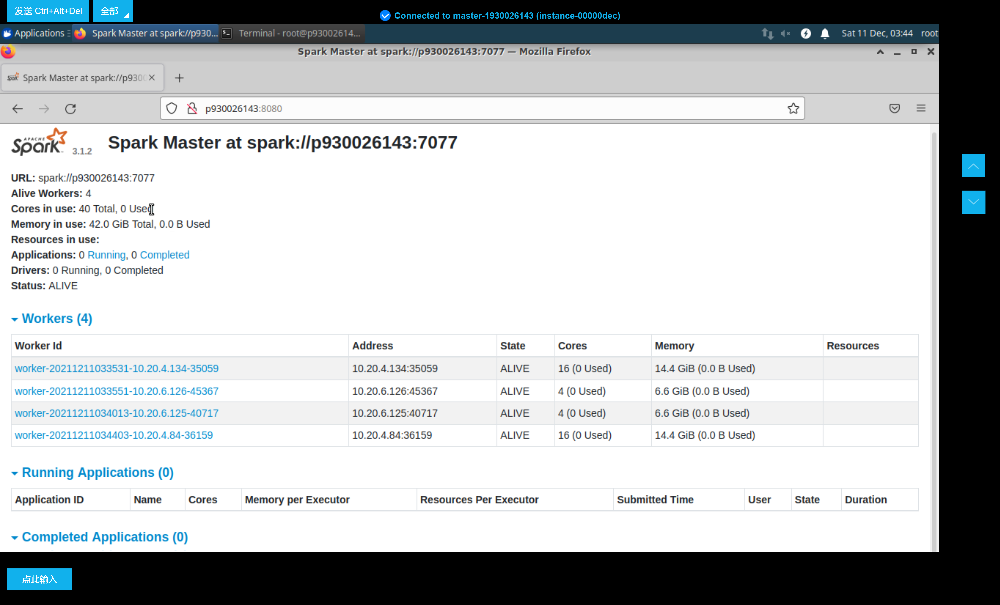 发送 Ctrl+Alt+Del 全部
Connected to master-1930026143 (instance-00000dec)
Applications Spark Master at spark://p930... Terminal - root@p93002614... Sat 11 Dec, 03:44 root
Spark Master at spark://p930026143:7077 — Mozilla Firefox
Spark Master at spark://p9300
p930026143:8080
APACHE Spark 3.1.2 Spark Master at spark://p930026143:7077
URL: spark://p930026143:7077
Alive Workers: 4
Cores in use: 40 Total, 0 Used
Memory in use: 42.0 GiB Total, 0.0 B Used
Resources in use:
Applications: 0 Running, 0 Completed
Drivers: 0 Running, 0 Completed
Status: ALIVE
Workers (4)
Worker Id Address State Cores Memory Resources
worker-20211211033531-10.20.4.134-35059 10.20.4.134:35059 ALIVE 16 (0 Used) 14.4 GiB (0.0 B Used)
worker-20211211033551-10.20.6.126-45367 10.20.6.126:45367 ALIVE 4 (0 Used) 6.6 GiB (0.0 B Used)
worker-20211211034013-10.20.6.125-40717 10.20.6.125:40717 ALIVE 4 (0 Used) 6.6 GiB (0.0 B Used)
worker-20211211034403-10.20.4.84-36159 10.20.4.84:36159 ALIVE 16 (0 Used) 14.4 GiB (0.0 B Used)
Running Applications (0)
Application ID Name Cores Memory per Executor Resources Per Executor Submitted Time User State Duration
Completed Applications (0)
点此输入